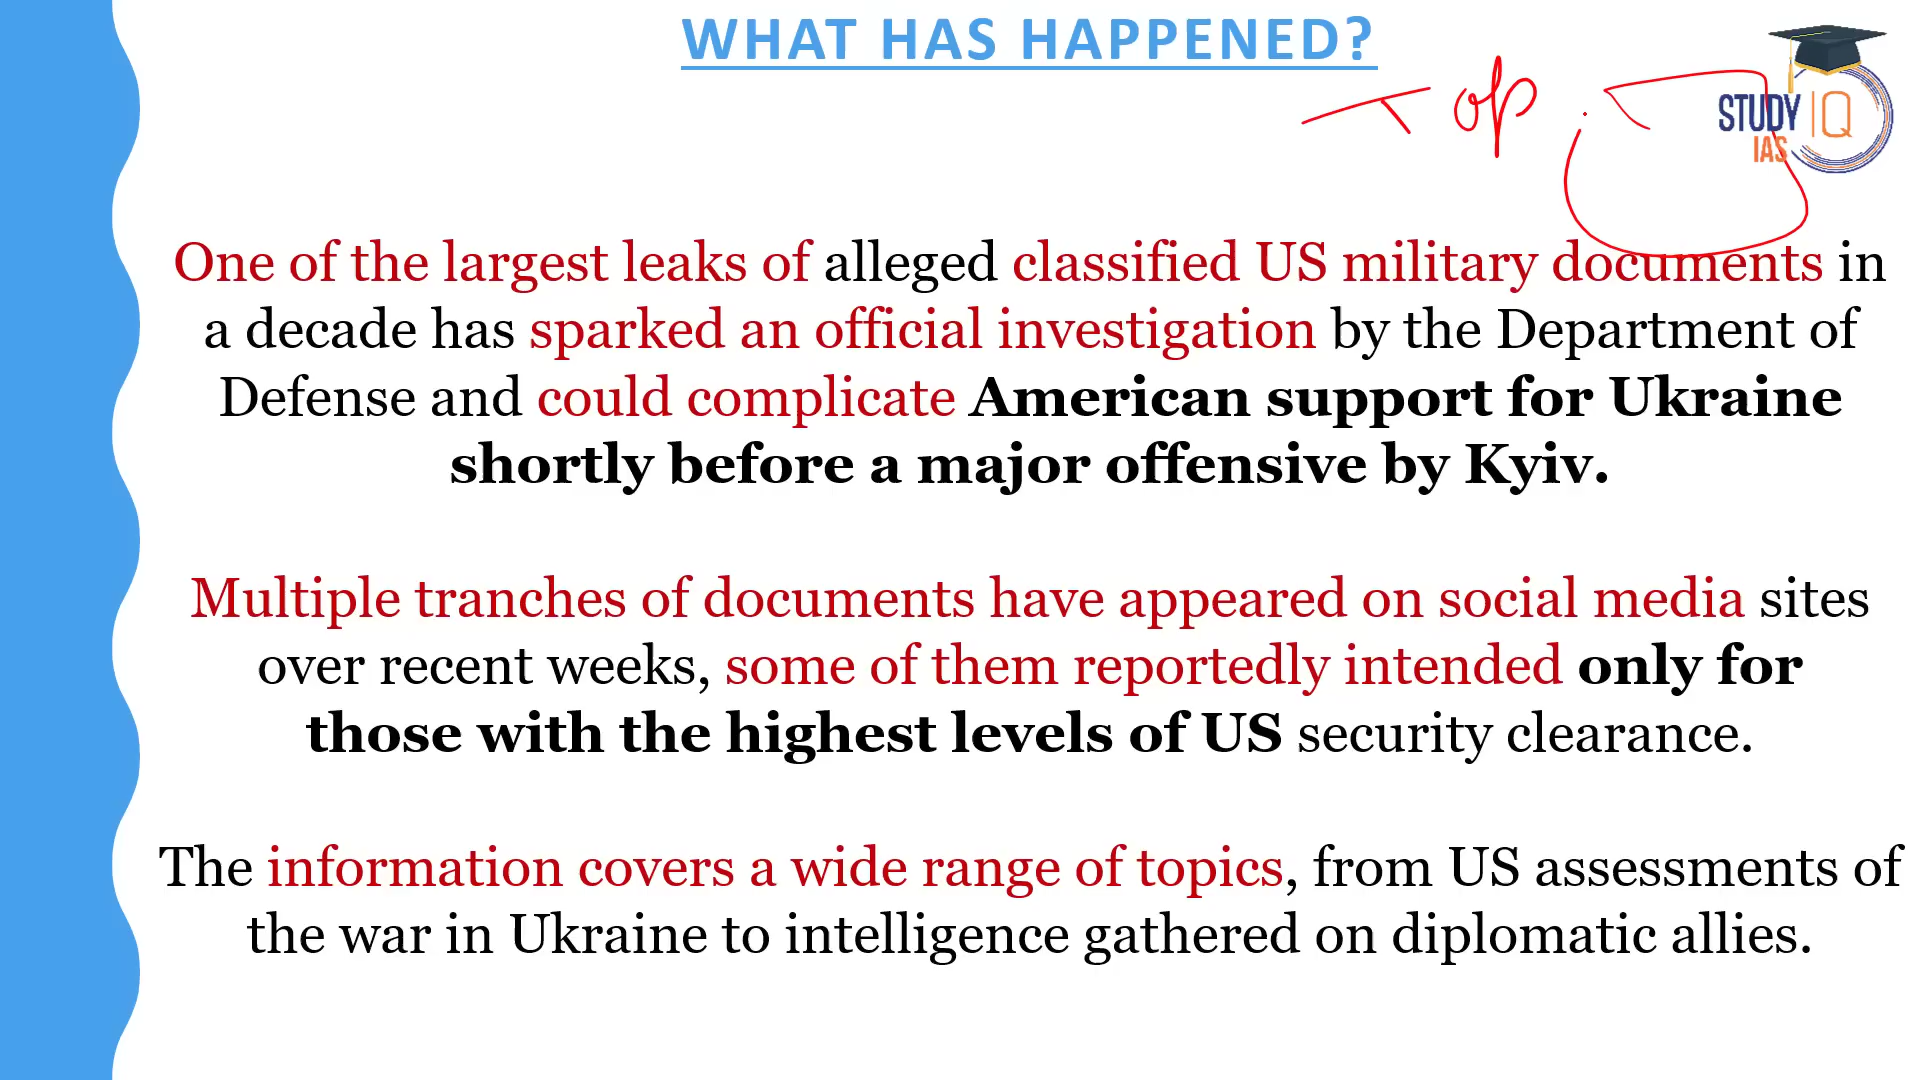 WHAT HAS HAPPENED?
Top
STUDY IQ
IAS
One of the largest leaks of alleged classified US military documents in
a decade has sparked an official investigation by the Department of
Defense and could complicate American support for Ukraine
shortly before a major offensive by Kyiv.
Multiple tranches of documents have appeared on social media sites
over recent weeks, some of them reportedly intended only for
those with the highest levels of US security clearance.
The information covers a wide range of topics, from US assessments of
the war in Ukraine to intelligence gathered on diplomatic allies.